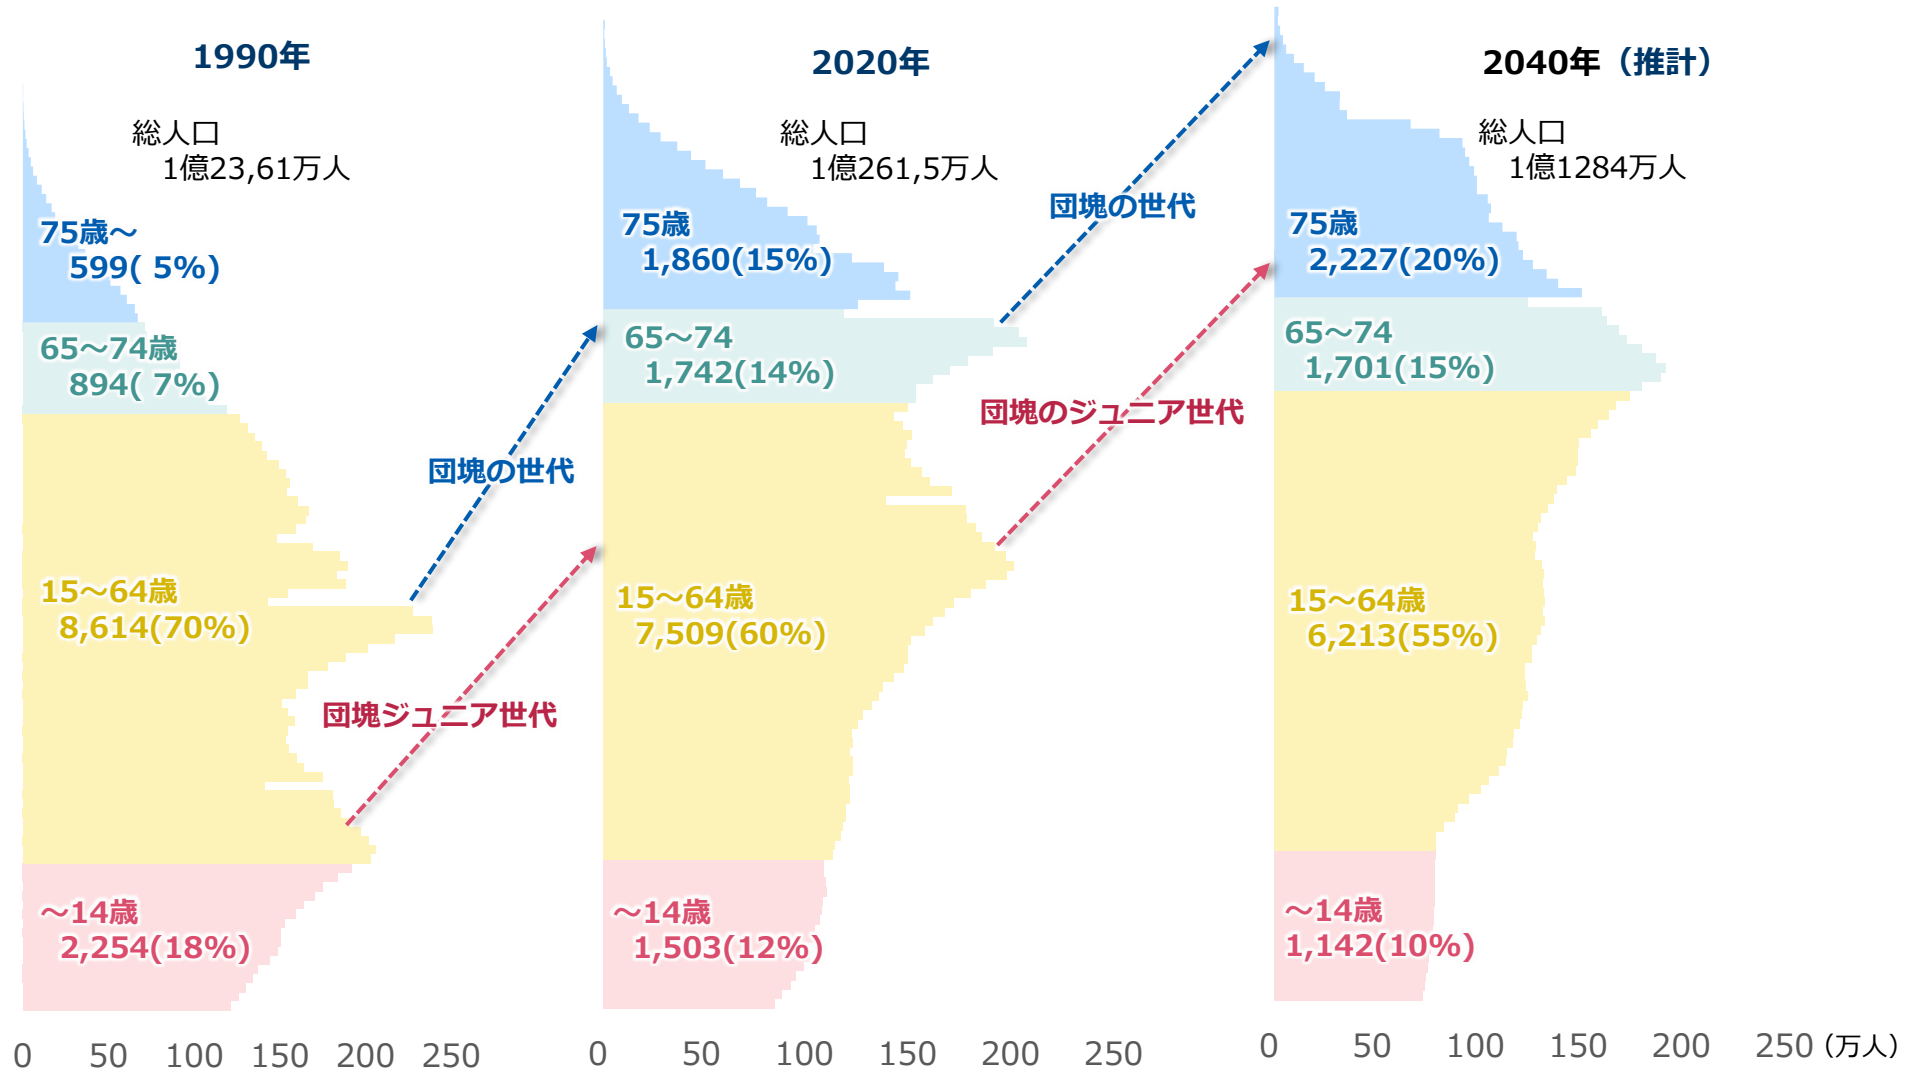 1990年
総人口
1億23,61万人
75歳～
599( 5%)
65～74歳
894( 7%)
15～64歳
8,614(70%)
～14歳
2,254(18%)
0 50 100 150 200 250
団塊の世代
団塊ジュニア世代
2020年
総人口
1億261,5万人
75歳
1,860(15%)
65～74
1,742(14%)
15～64歳
7,509(60%)
～14歳
1,503(12%)
0 50 100 150 200 250
団塊の世代
団塊のジュニア世代
2040年（推計）
総人口
1億1284万人
75歳
2,227(20%)
65～74
1,701(15%)
15～64歳
6,213(55%)
～14歳
1,142(10%)
0 50 100 150 200 250 （万人）